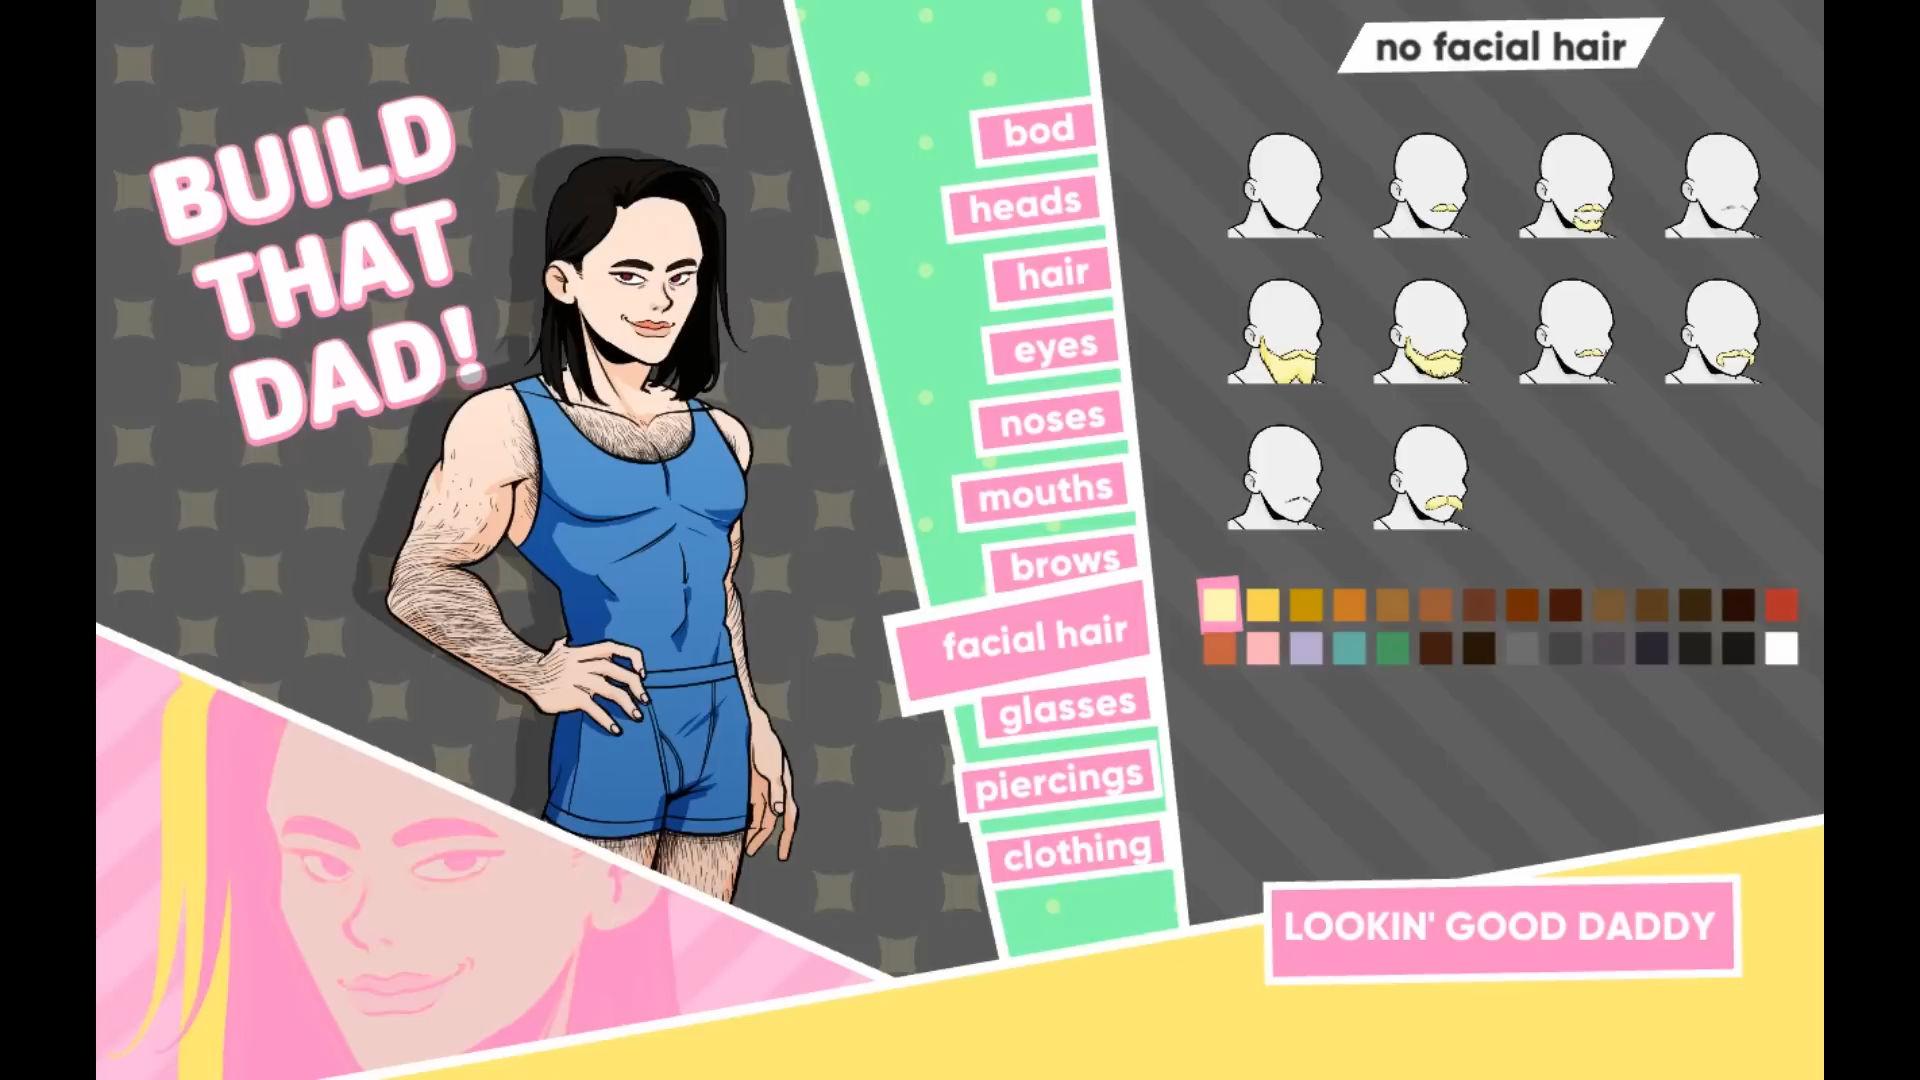 BUILD
THAT
DAD!
bod
heads
hair
eyes
noses
mouths
brows
facial hair
glasses
piercings
clothing
no facial hair
LOOKIN' GOOD DADDY